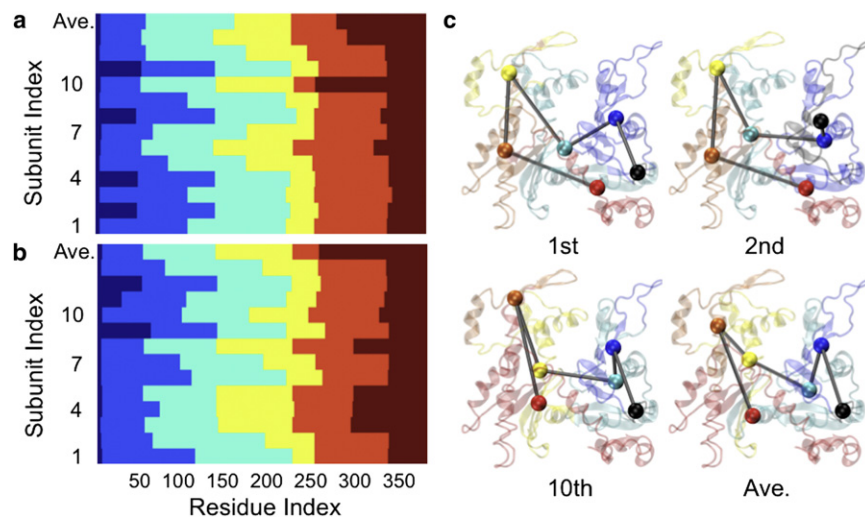 a
Ave.
10
7
4
1
Subunit Index
b
Ave.
10
7
4
1
Subunit Index
50 100 150 200 250 300 350
Residue Index
c
1st
2nd
10th
Ave.